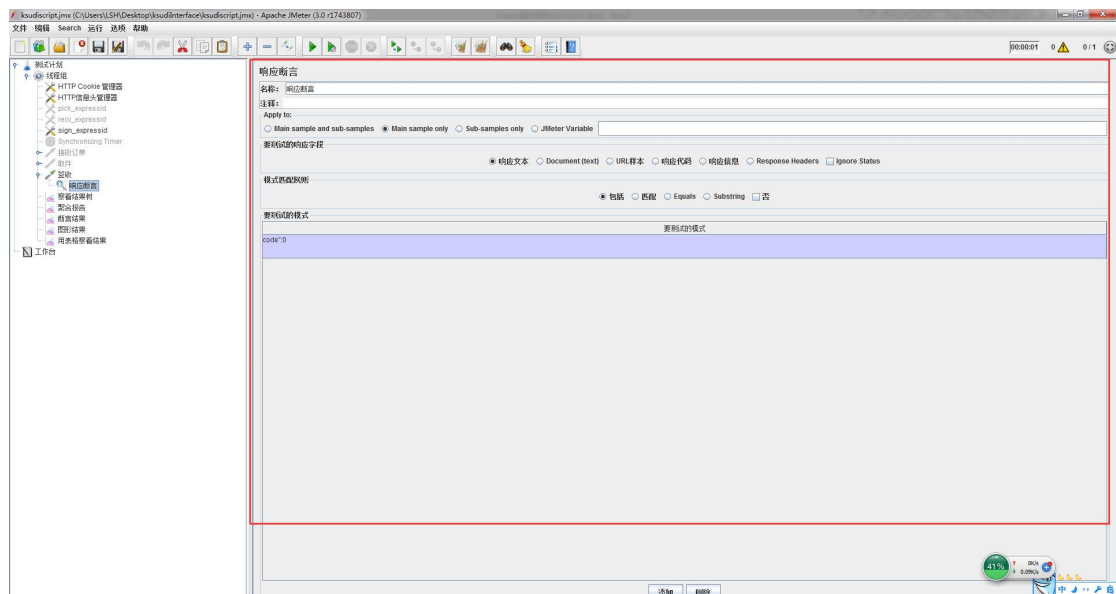 ksudiscript.jmx (C:\Users\LSH\Desktop\ksudiInterface\ksudiscript.jmx) - Apache JMeter (3.0 r1743807)
文件 编辑 Search 运行 选项 帮助
00:00:01 0 0 / 1
测试计划
线程组
HTTP Cookie 管理器
HTTP信息头管理器
pick_expressid
recv_expressid
sign_expressid
Synchronizing Timer
接收订单
取件
签收
响应断言
察看结果树
聚合报告
断言结果
图形结果
用表格察看结果
工作台
响应断言
名称: 响应断言
注释:
Apply to:
Main sample and sub-samples Main sample only Sub-samples only JMeter Variable
要测试的响应字段
响应文本 Document (text) URL样本 响应代码 响应信息 Response Headers Ignore Status
模式匹配规则
包括 匹配 Equals Substring 否
要测试的模式
要测试的模式
code":0
添加 删除
41% 0K/s
0.09K/s
中